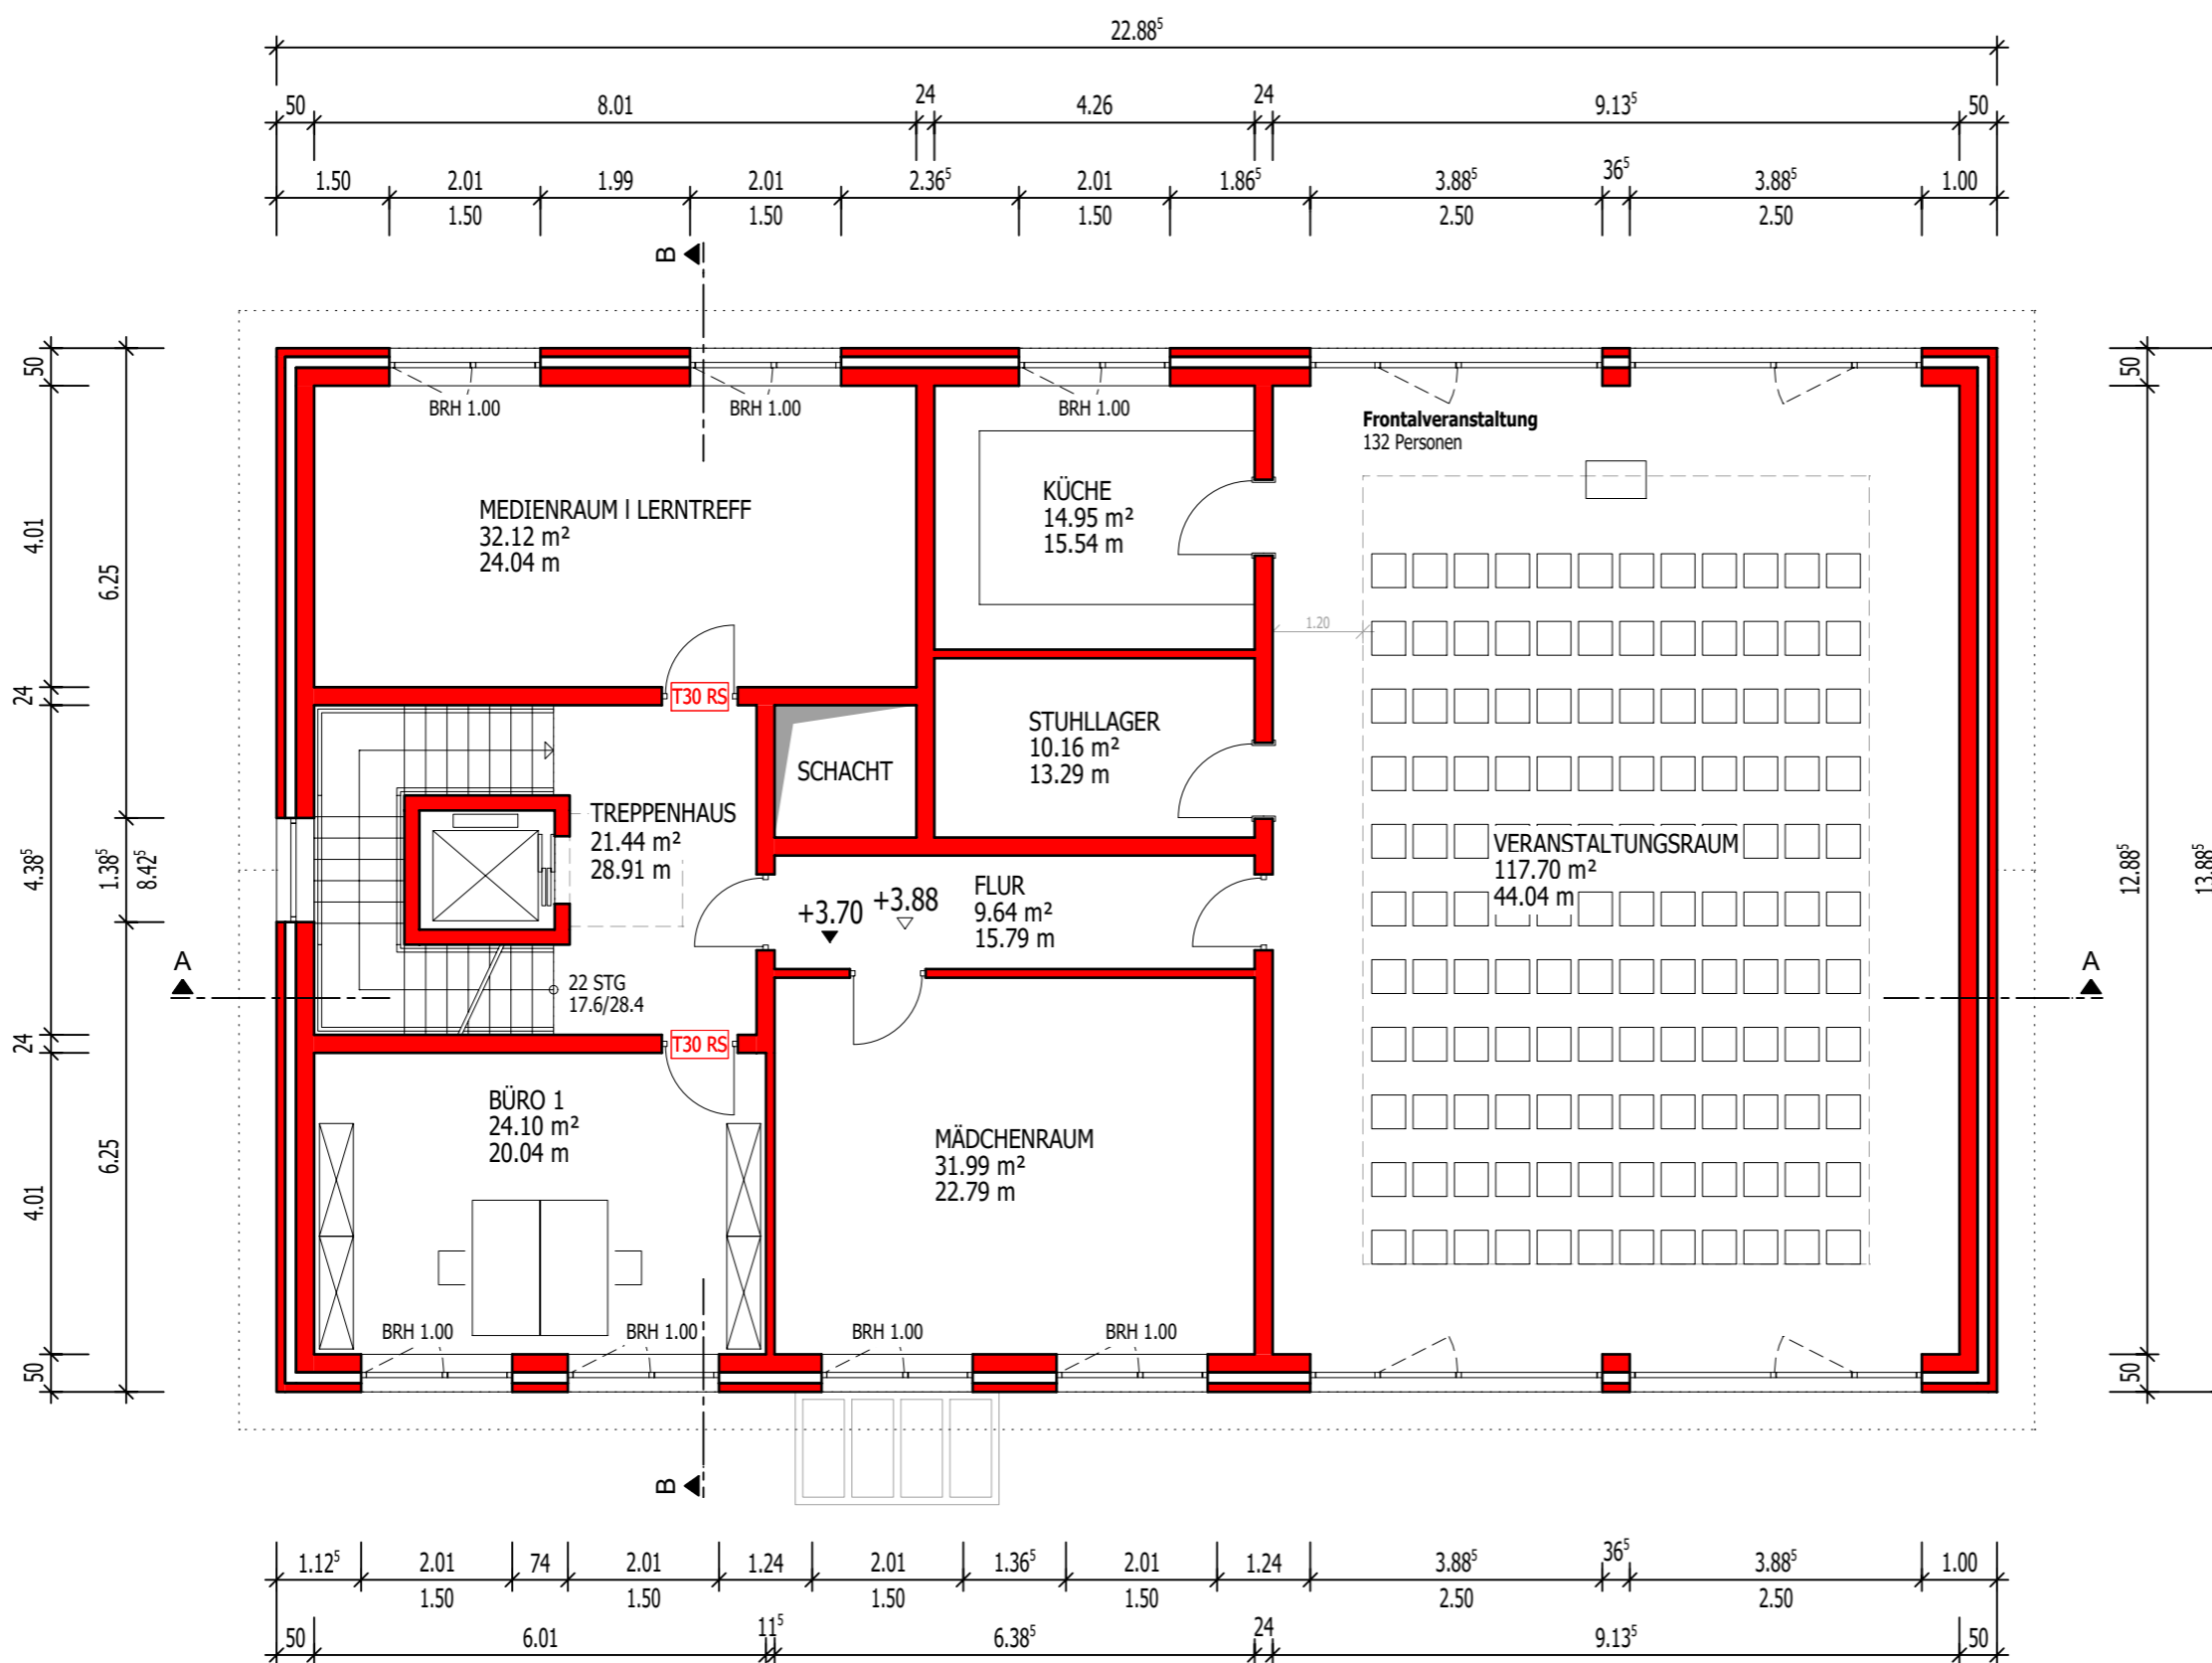 22.88⁵
50 8.01 24 4.26 24 9.13⁵ 50
1.50 2.01 1.99 2.01 2.36⁵ 2.01 1.86⁵ 3.88⁵ 36⁵ 3.88⁵ 1.00
1.50 1.50 1.50 2.50 2.50
B
BRH 1.00
BRH 1.00
BRH 1.00
Frontalveranstaltung
132 Personen
MEDIENRAUM | LERNTREFF
32.12 m²
24.04 m
KÜCHE
14.95 m²
15.54 m
1.20
T30 RS
STUHLLAGER
10.16 m²
13.29 m
SCHACHT
TREPPENHAUS
21.44 m²
28.91 m
VERANSTALTUNGSRAUM
117.70 m²
44.04 m
FLUR
9.64 m²
15.79 m
+3.70
+3.88
22 STG
17.6/28.4
A
A
T30 RS
BÜRO 1
24.10 m²
20.04 m
MÄDCHENRAUM
31.99 m²
22.79 m
BRH 1.00
BRH 1.00
BRH 1.00
BRH 1.00
B
50
4.01
24
4.38⁵
24
4.01
50
6.25
1.38⁵
6.25
8.42⁵
50
12.88⁵
50
13.88⁵
1.12⁵ 2.01 74 2.01 1.24 2.01 1.36⁵ 2.01 1.24 3.88⁵ 36⁵ 3.88⁵ 1.00
1.50 1.50 1.50 1.50 2.50 2.50
50 6.01 11⁵ 6.38⁵ 24 9.13⁵ 50